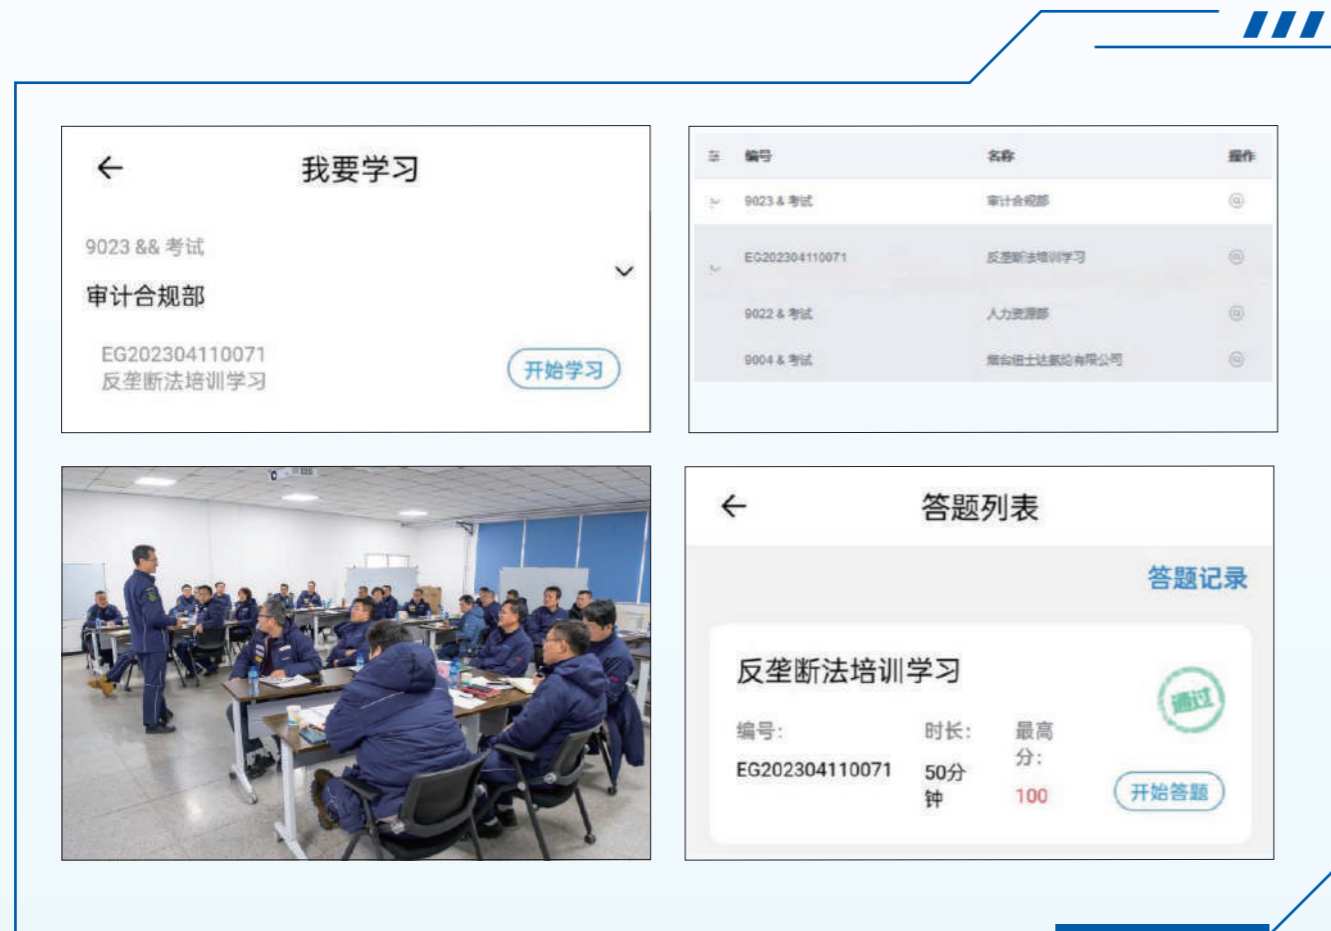 我要学习
9023 && 考试
审计合规部
EG202304110071
反垄断法培训学习
开始学习
编号 名称 操作
9023 & 考试 审计合规部
EG202304110071 反垄断法培训学习
9022 & 考试 人力资源部
9004 & 考试
答题列表
答题记录
反垄断法培训学习
通过
编号: 时长: 最高分:
EG202304110071 50分钟 100
开始答题